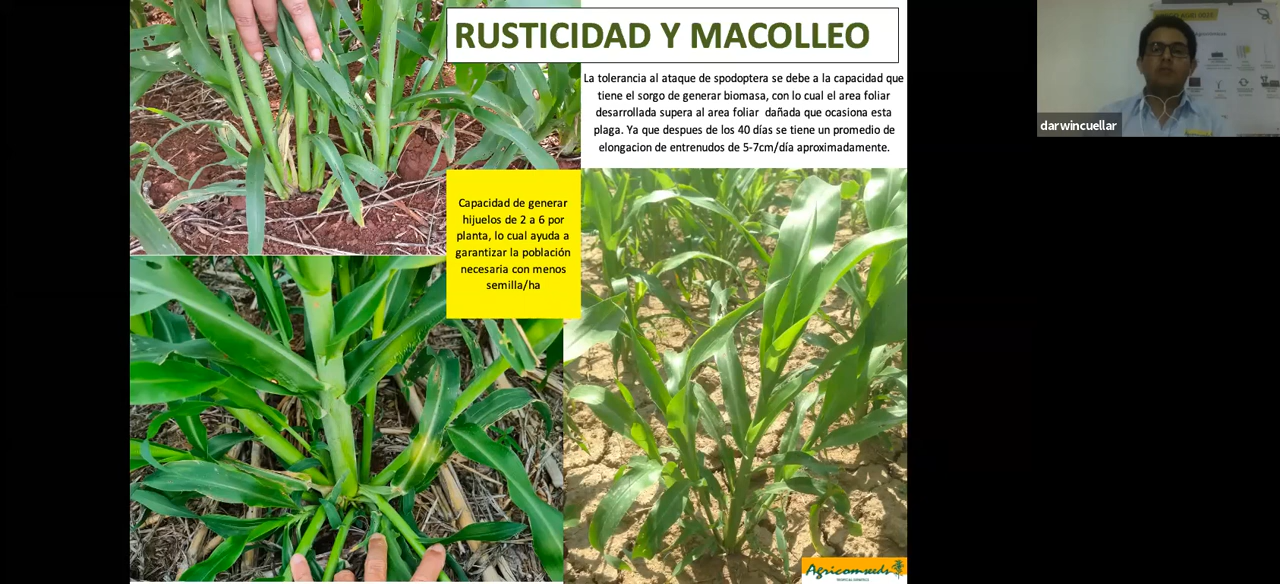 RUSTICIDAD Y MACOLLEO
La tolerancia al ataque de spodoptera se debe a la capacidad que
tiene el sorgo de generar biomasa, con lo cual el area foliar
desarrollada supera al area foliar dañada que ocasiona esta
plaga. Ya que despues de los 40 días se tiene un promedio de
elongacion de entrenudos de 5-7cm/día aproximadamente.
Capacidad de generar
hijuelos de 2 a 6 por
planta, lo cual ayuda a
garantizar la población
necesaria con menos
semilla/ha
darwincuellar
Agricomseeds